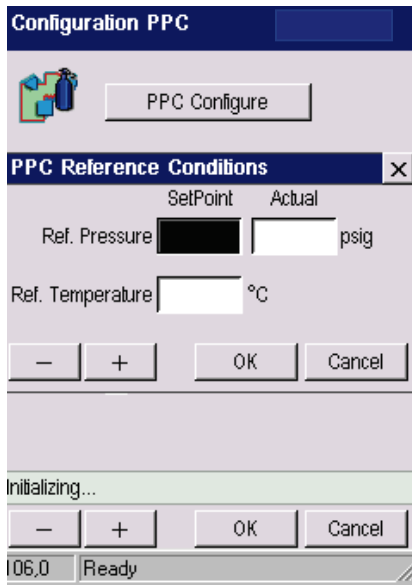 Configuration PPC
PPC Configure
PPC Reference Conditions ×
SetPoint Actual
Ref. Pressure psig
Ref. Temperature °C
− + OK Cancel
Initializing...
− + OK Cancel
106,0 Ready